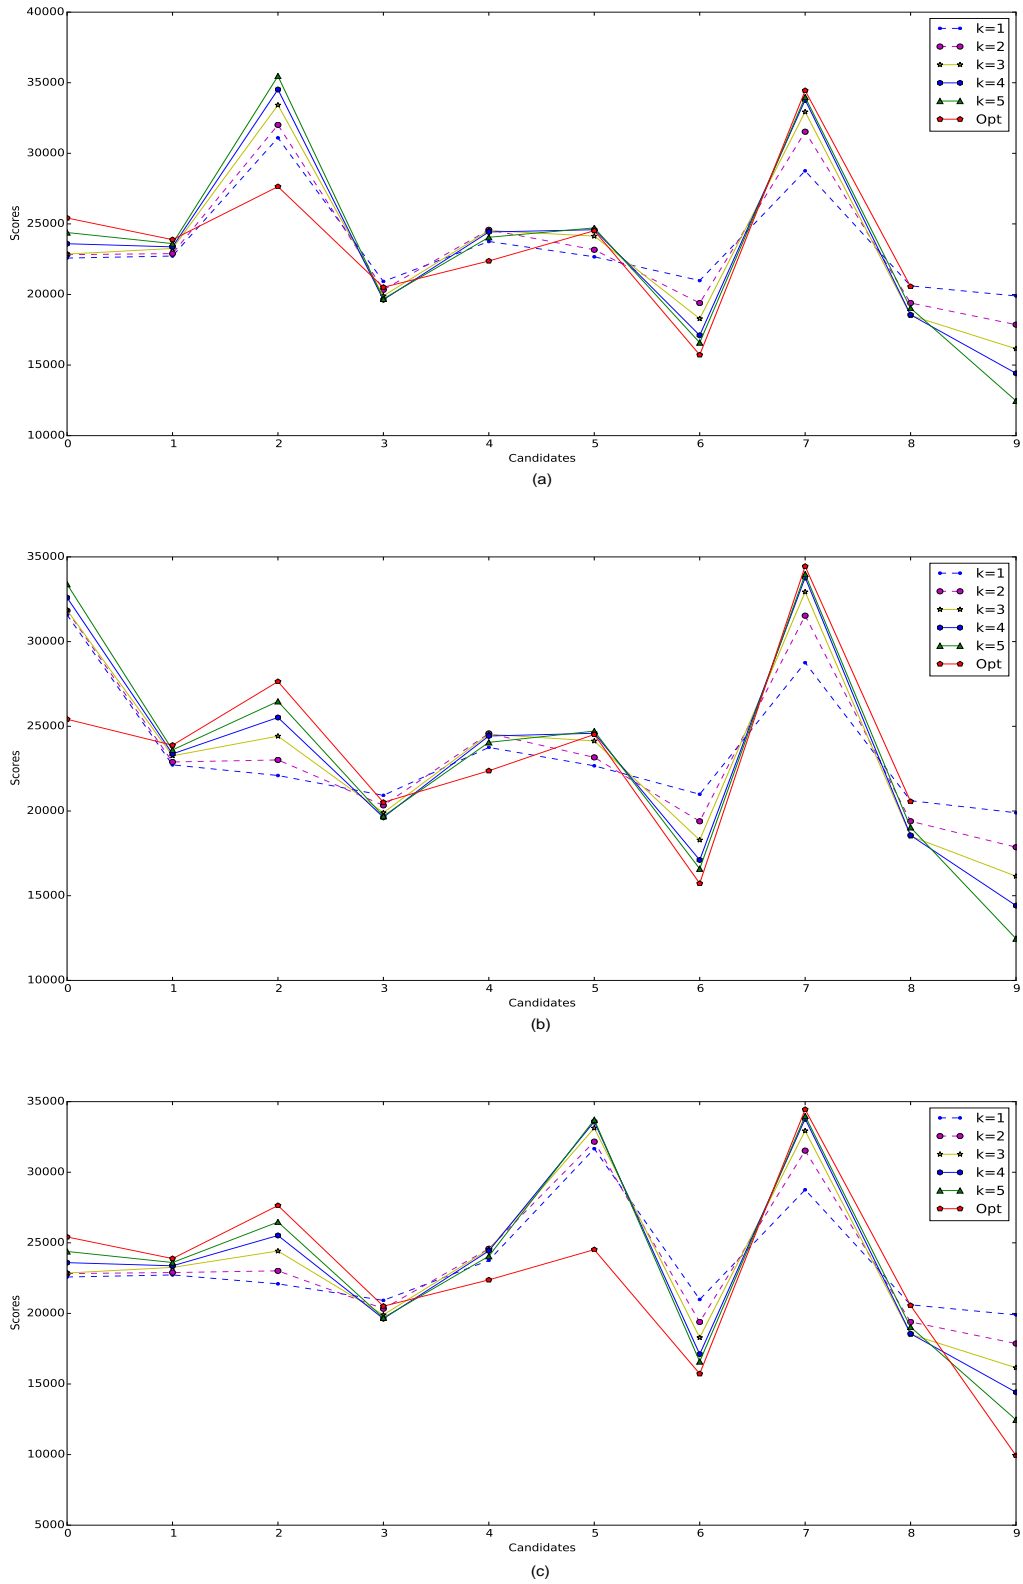 40000
35000
30000
25000
20000
15000
10000
Scores
0 1 2 3 4 5 6 7 8 9
Candidates
k=1
k=2
k=3
k=4
k=5
Opt
(a)
35000
30000
25000
20000
15000
10000
Scores
0 1 2 3 4 5 6 7 8 9
Candidates
k=1
k=2
k=3
k=4
k=5
Opt
(b)
35000
30000
25000
20000
15000
10000
5000
Scores
0 1 2 3 4 5 6 7 8 9
Candidates
k=1
k=2
k=3
k=4
k=5
Opt
(c)